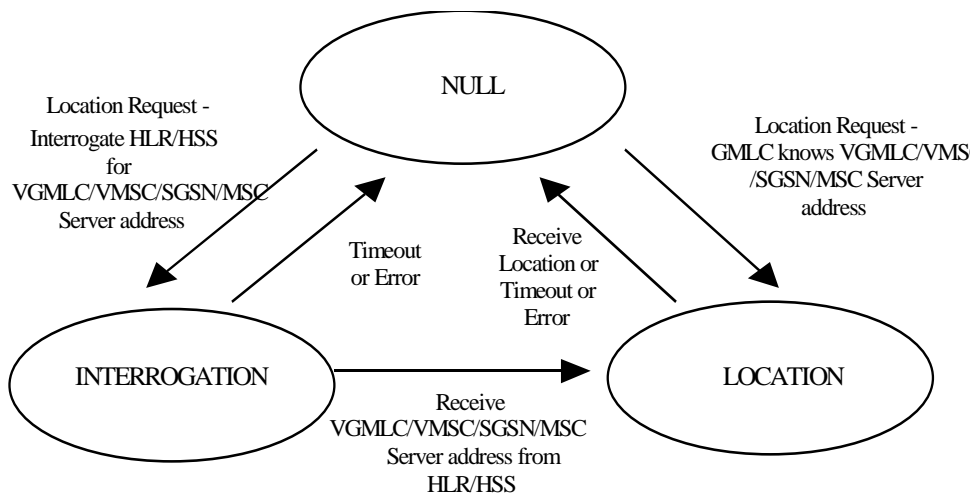 NULL
Location Request -
Interrogate HLR/HSS
for
VGMLC/VMSC/SGSN/MSC
Server address
Location Request -
GMLC knows VGMLC/VMS
/SGSN/MSC Server
address
Timeout
or Error
Receive
Location or
Timeout or
Error
INTERROGATION
LOCATION
Receive
VGMLC/VMSC/SGSN/MSC
Server address from
HLR/HSS